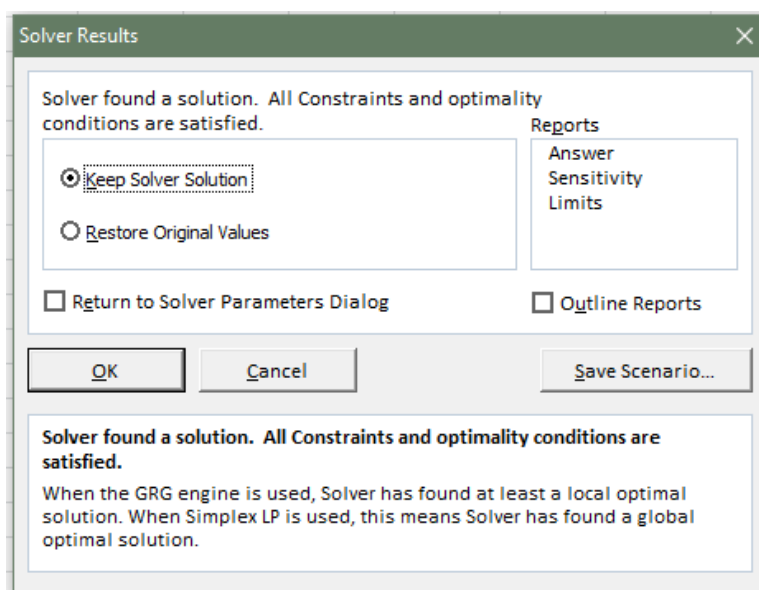 Solver Results
Solver found a solution.  All Constraints and optimality
conditions are satisfied.
Reports
Answer
Sensitivity
Limits
Keep Solver Solution
Restore Original Values
Return to Solver Parameters Dialog
Outline Reports
OK
Cancel
Save Scenario...
Solver found a solution.  All Constraints and optimality conditions are
satisfied.
When the GRG engine is used, Solver has found at least a local optimal
solution. When Simplex LP is used, this means Solver has found a global
optimal solution.